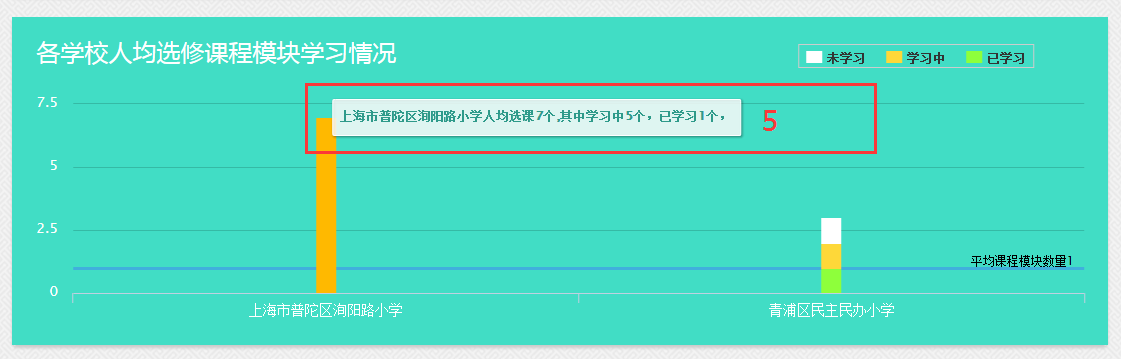 各学校人均选修课程模块学习情况
未学习 学习中 已学习
7.5
上海市普陀区洵阳路小学人均选课7个,其中学习中5个，已学习1个，
5
5
2.5
平均课程模块数量1
0
上海市普陀区洵阳路小学 青浦区民主民办小学